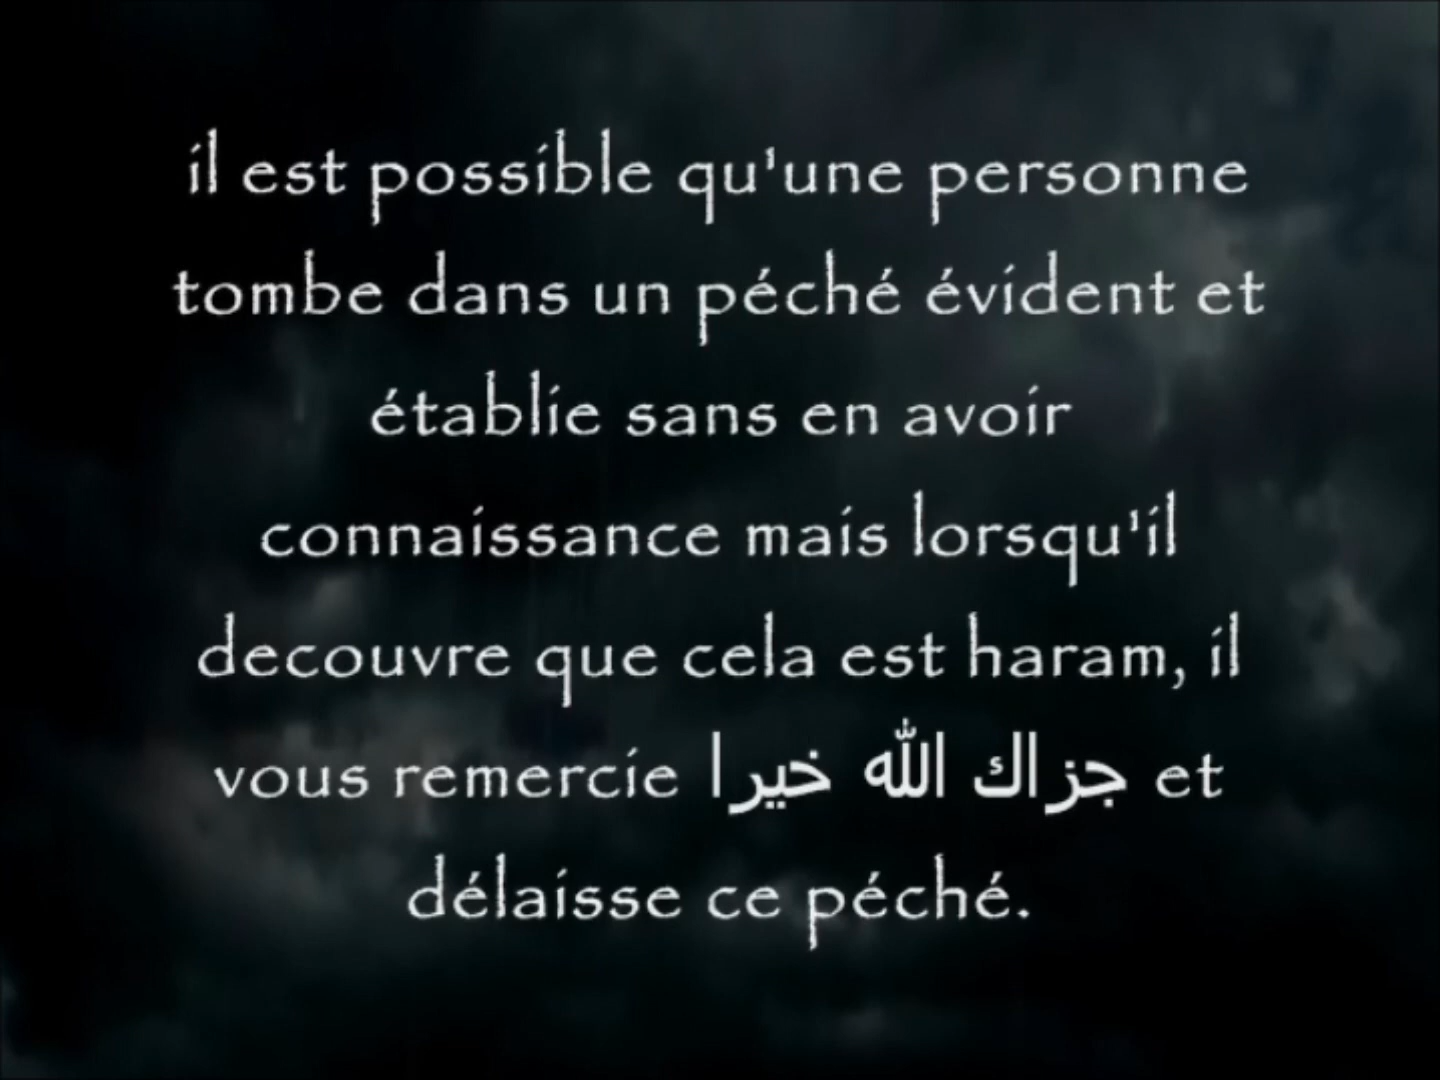 il est possible qu'une personne
tombe dans un péché évident et
établie sans en avoir
connaissance mais lorsqu'il
decouvre que cela est haram, il
vous remercie جزاك الله خيرا et
délaisse ce péché.